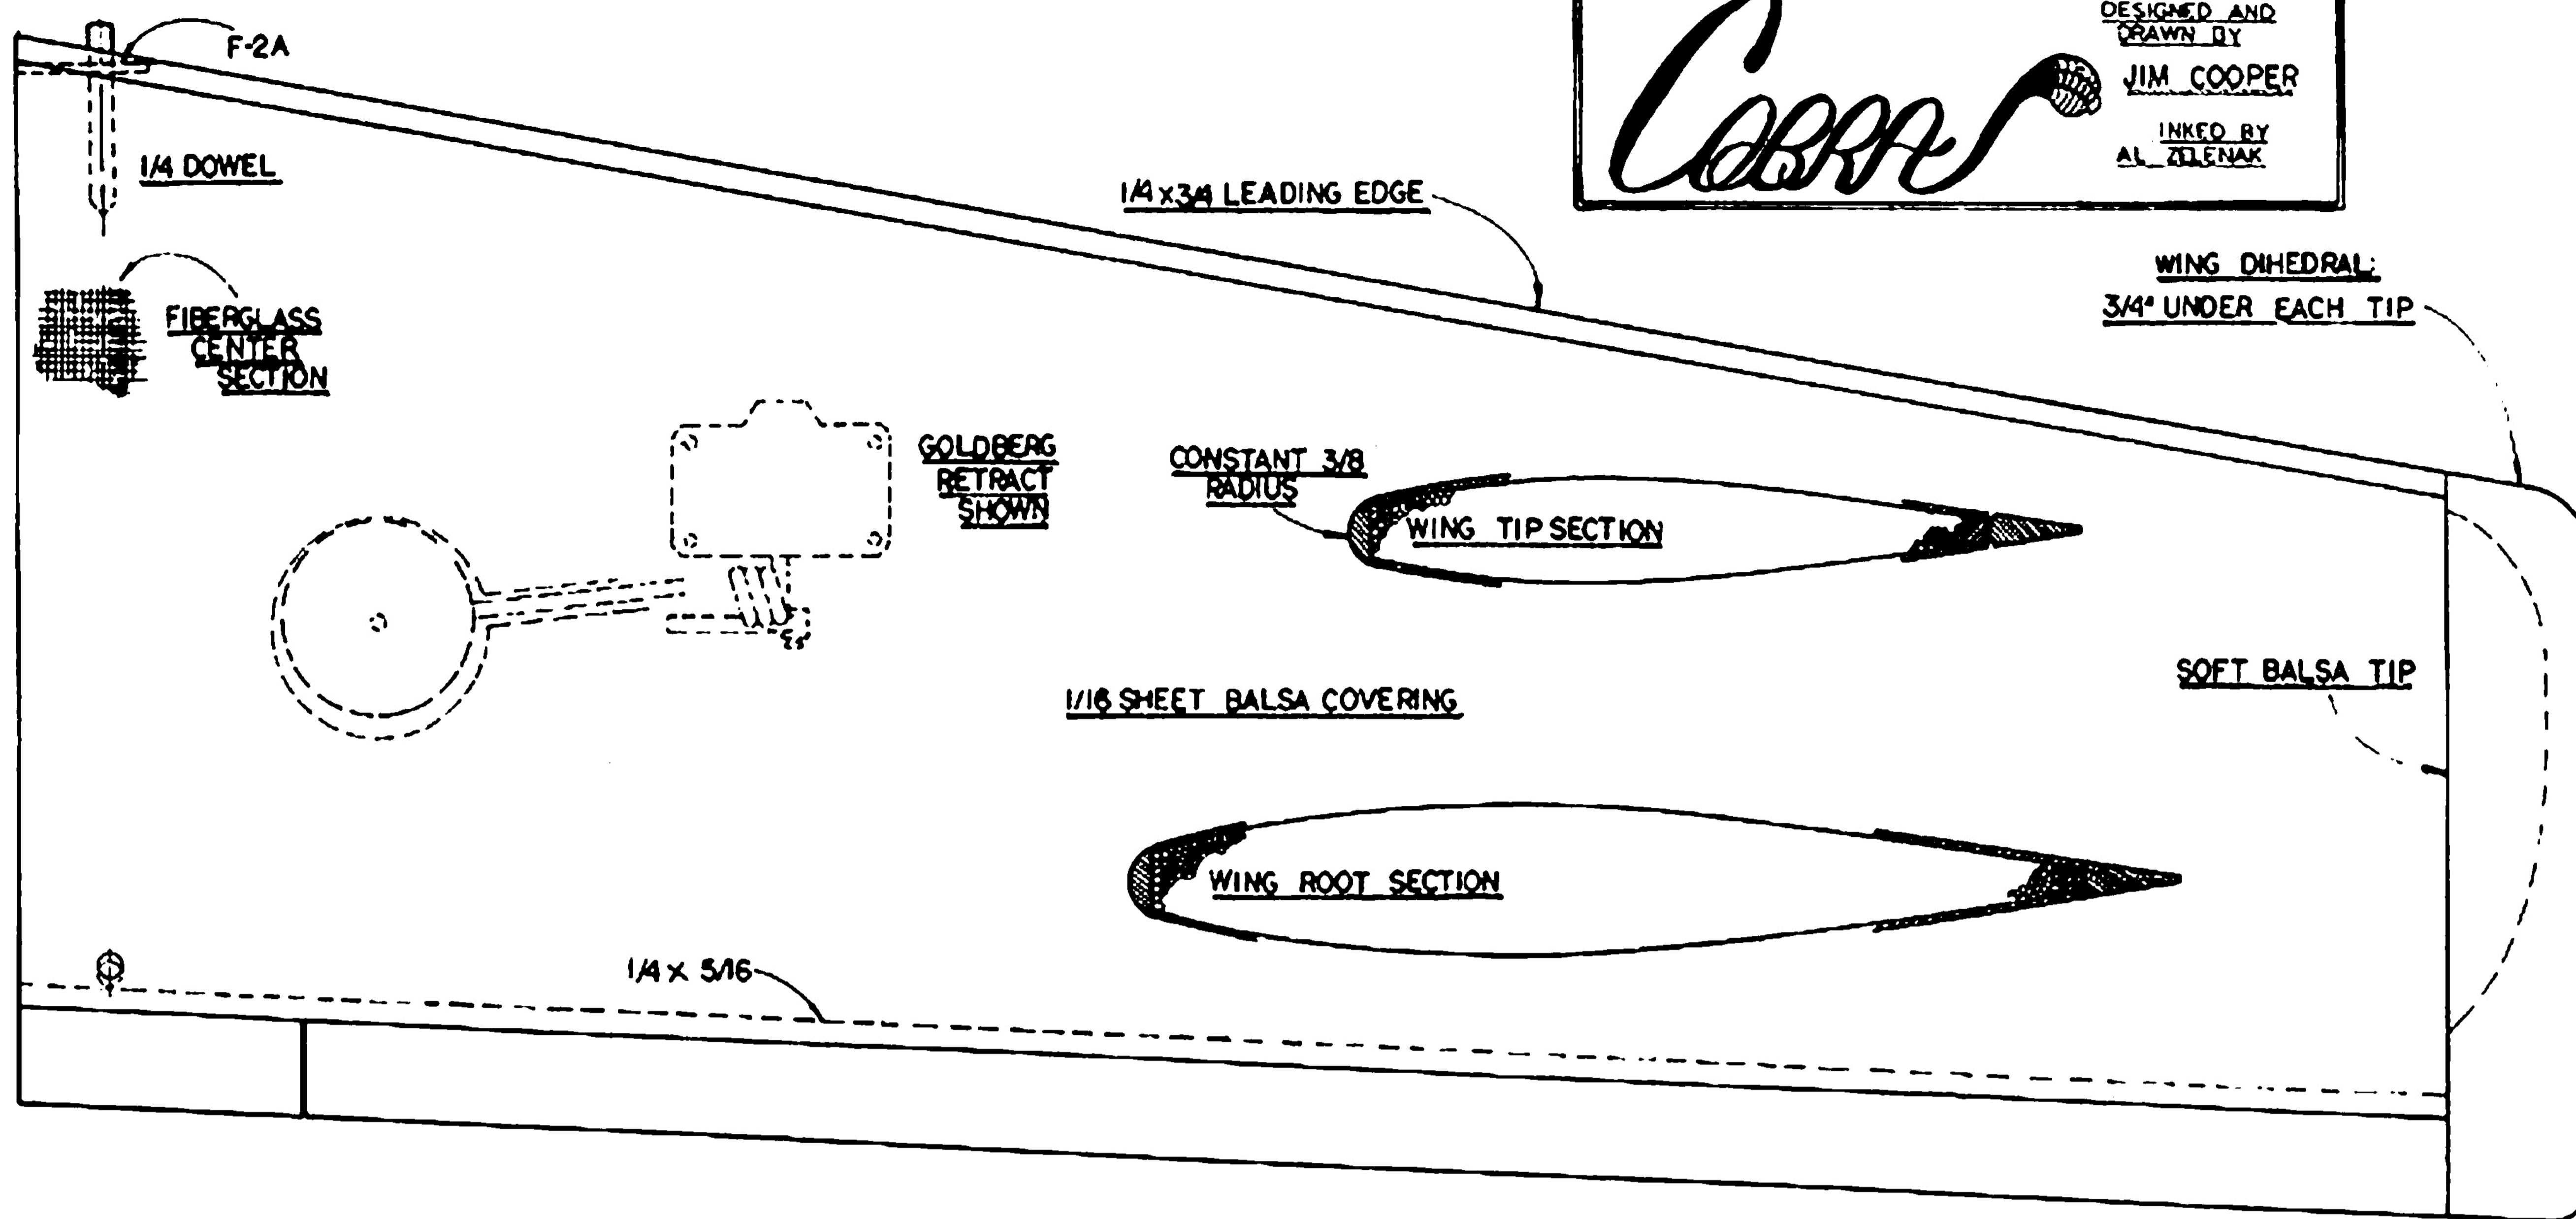 F-2A
1/4 DOWEL
FIBERGLASS
CENTER
SECTION
1/4 x 3/4 LEADING EDGE
COBRA
DESIGNED AND
DRAWN BY
JIM COOPER
INKED BY
AL ZELENAK
WING DIHEDRAL:
3/4" UNDER EACH TIP
GOLDBERG
RETRACT
SHOWN
CONSTANT 3/8
RADIUS
WING TIP SECTION
1/16 SHEET BALSA COVERING
SOFT BALSA TIP
WING ROOT SECTION
1/4 X 5/16